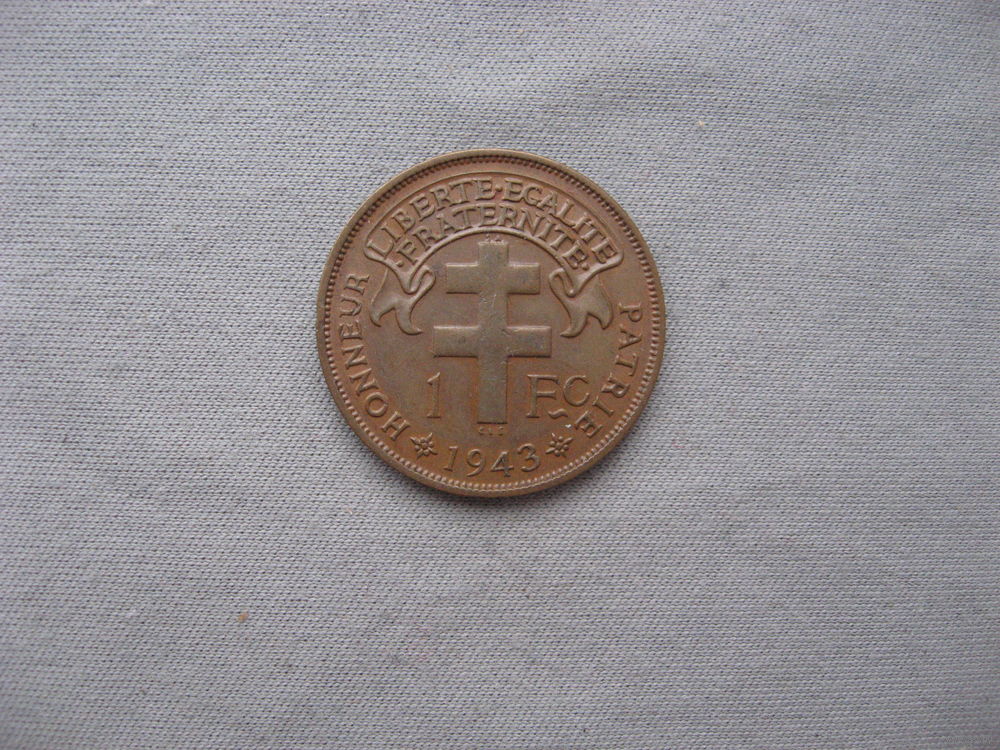 LIBERTE·EGALITE
·FRATERNITE·
HONNEUR
PATRIE
1 Fc
1943